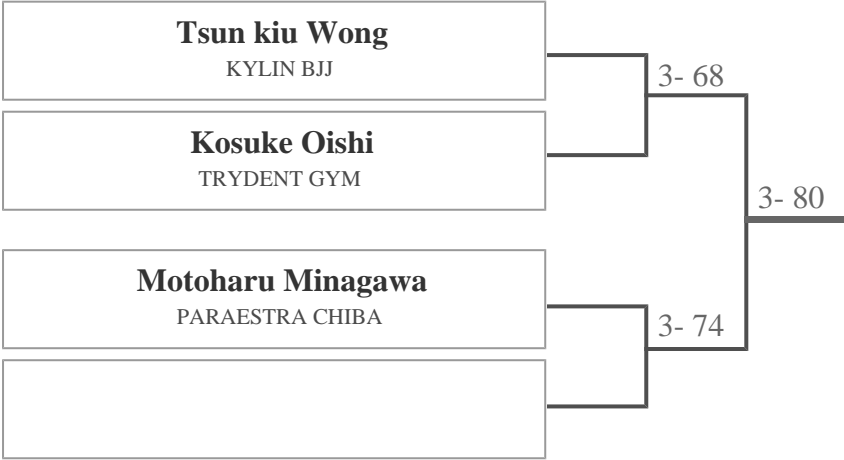 Tsun kiu Wong
KYLIN BJJ
3- 68
Kosuke Oishi
TRYDENT GYM
3- 80
Motoharu Minagawa
PARAESTRA CHIBA
3- 74